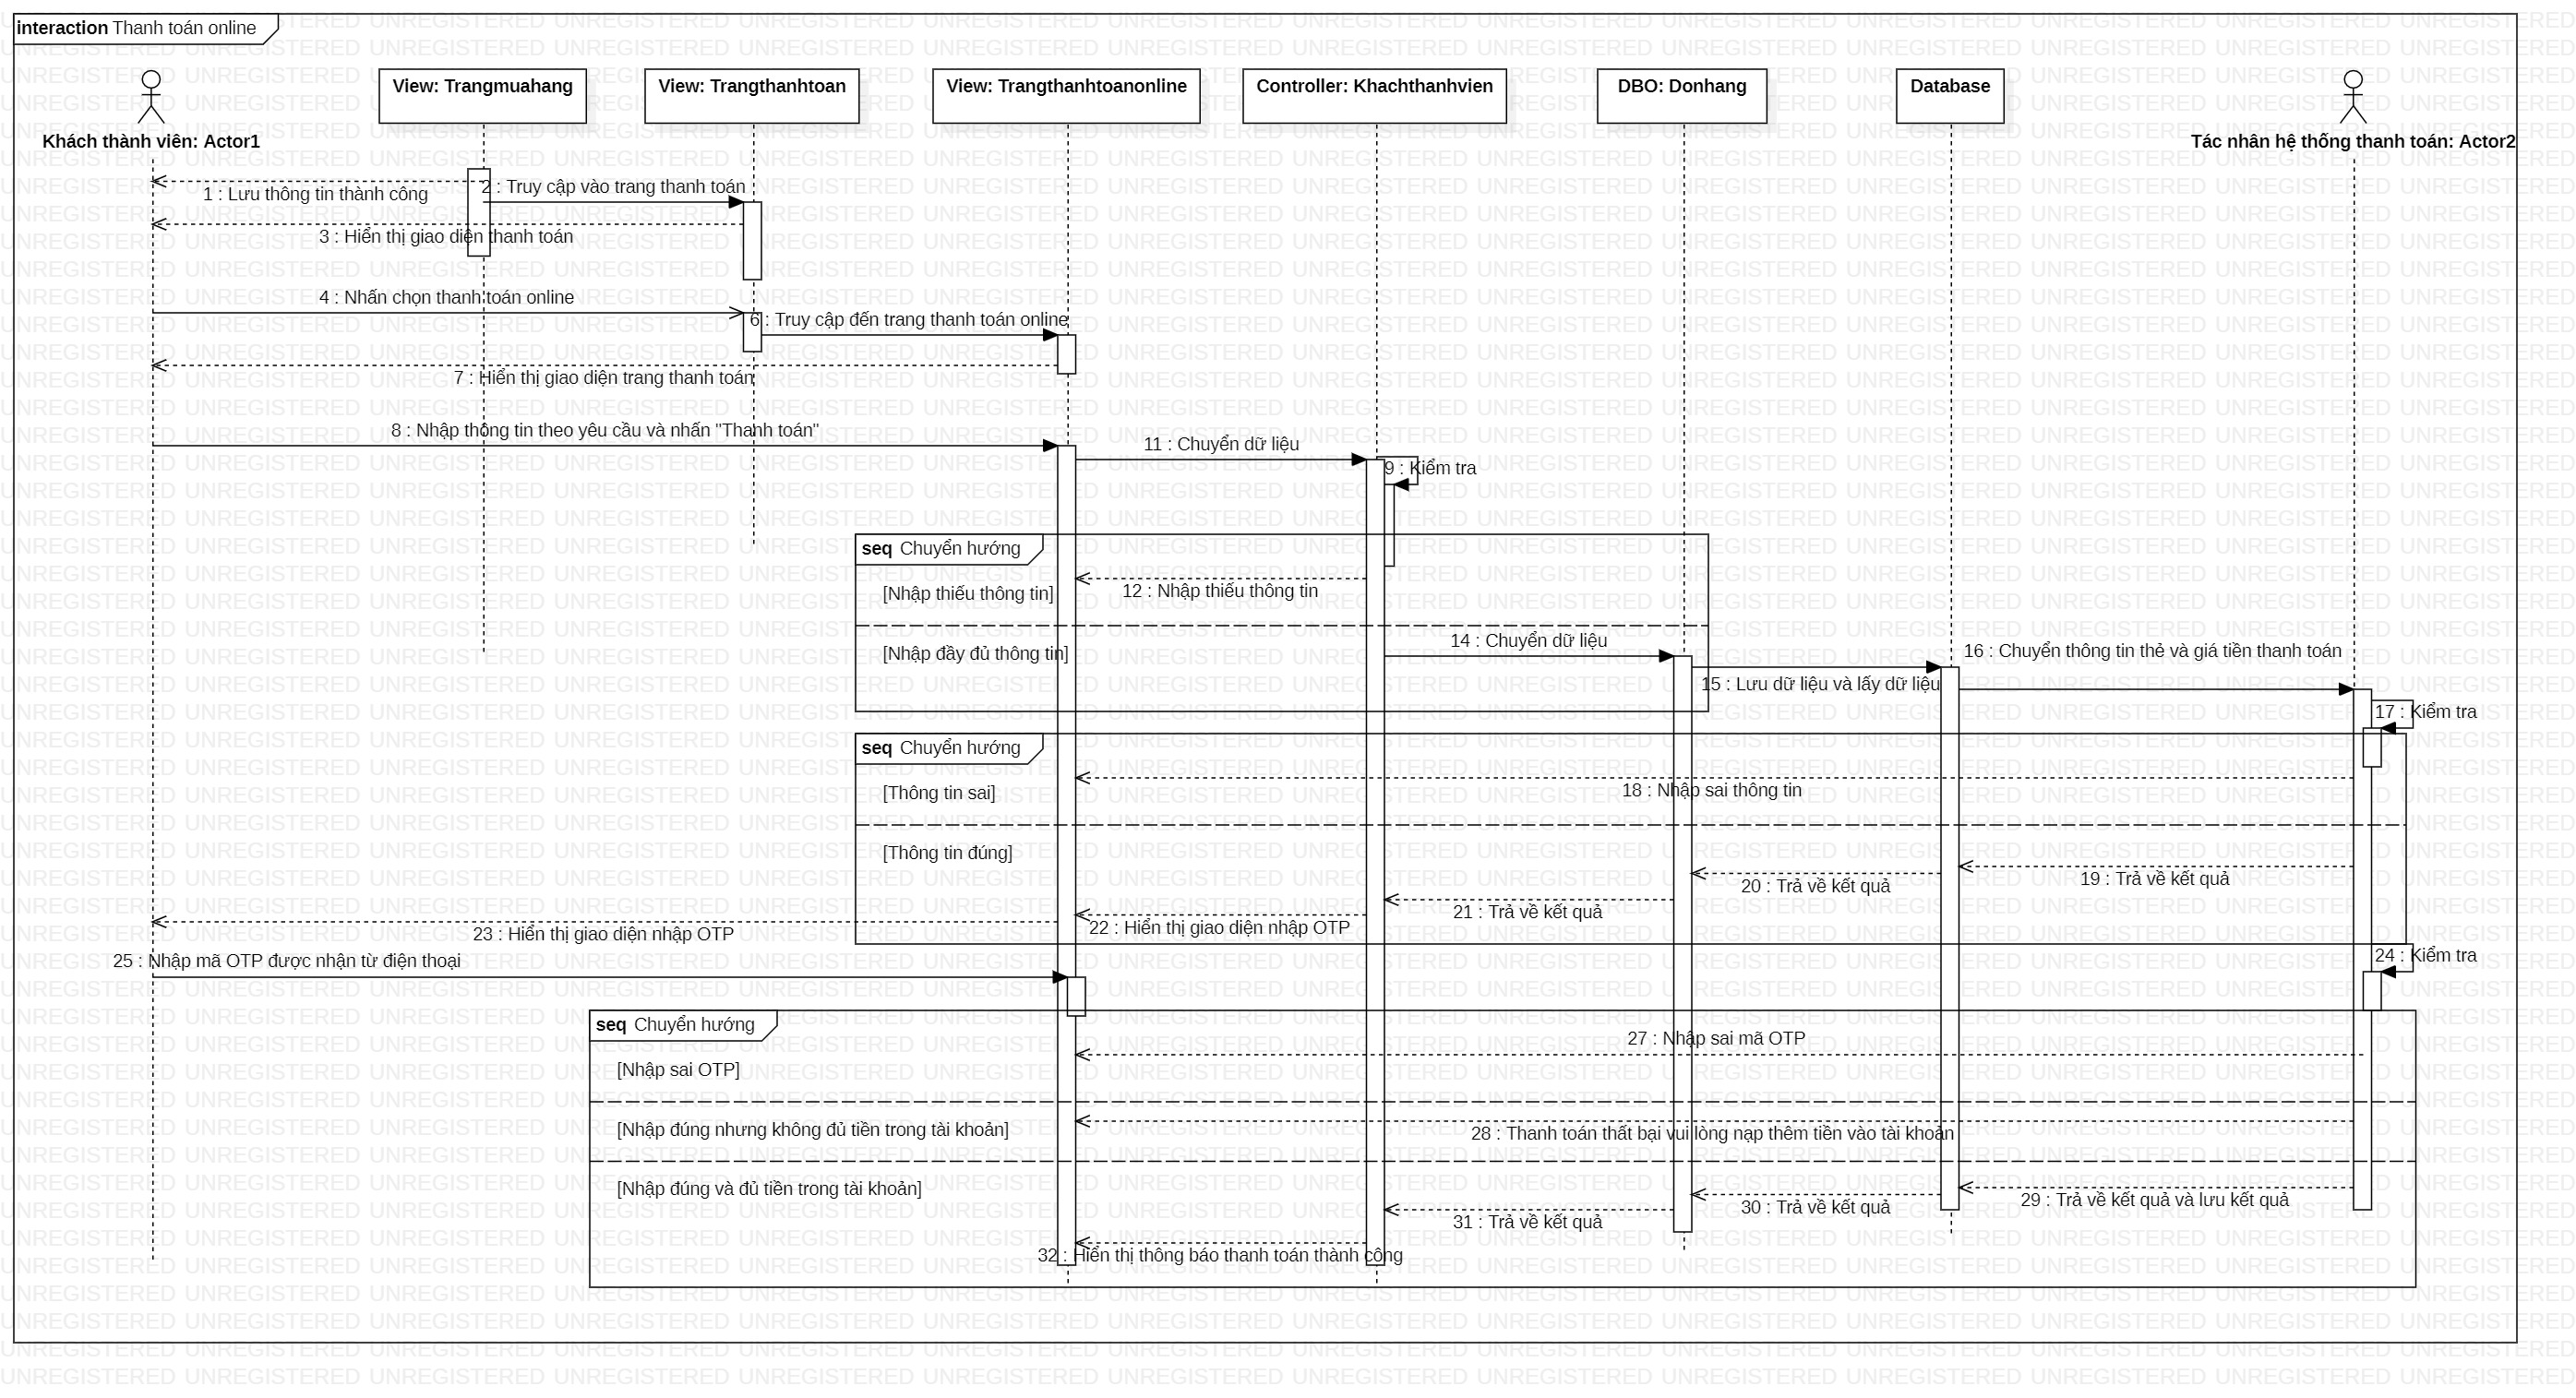 interaction Thanh toán online
Khách thành viên: Actor1
View: Trangmuahang
View: Trangthanhtoan
View: Trangthanhtoanonline
Controller: Khachthanhvien
DBO: Donhang
Database
Tác nhân hệ thống thanh toán: Actor2
1 : Lưu thông tin thành công
2 : Truy cập vào trang thanh toán
3 : Hiển thị giao diện thanh toán
4 : Nhấn chọn thanh toán online
6 : Truy cập đến trang thanh toán online
7 : Hiển thị giao diện trang thanh toán
8 : Nhập thông tin theo yêu cầu và nhấn "Thanh toán"
11 : Chuyển dữ liệu
9 : Kiểm tra
seq Chuyển hướng
[Nhập thiếu thông tin]
12 : Nhập thiếu thông tin
[Nhập đầy đủ thông tin]
14 : Chuyển dữ liệu
15 : Lưu dữ liệu và lấy dữ liệu
16 : Chuyển thông tin thẻ và giá tiền thanh toán
17 : Kiểm tra
seq Chuyển hướng
[Thông tin sai]
18 : Nhập sai thông tin
[Thông tin đúng]
19 : Trả về kết quả
20 : Trả về kết quả
21 : Trả về kết quả
22 : Hiển thị giao diện nhập OTP
23 : Hiển thị giao diện nhập OTP
24 : Kiểm tra
25 : Nhập mã OTP được nhận từ điện thoại
seq Chuyển hướng
27 : Nhập sai mã OTP
[Nhập sai OTP]
[Nhập đúng nhưng không đủ tiền trong tài khoản]
28 : Thanh toán thất bại vui lòng nạp thêm tiền vào tài khoản
[Nhập đúng và đủ tiền trong tài khoản]
29 : Trả về kết quả và lưu kết quả
30 : Trả về kết quả
31 : Trả về kết quả
32 : Hiển thị thông báo thanh toán thành công
UNREGISTERED